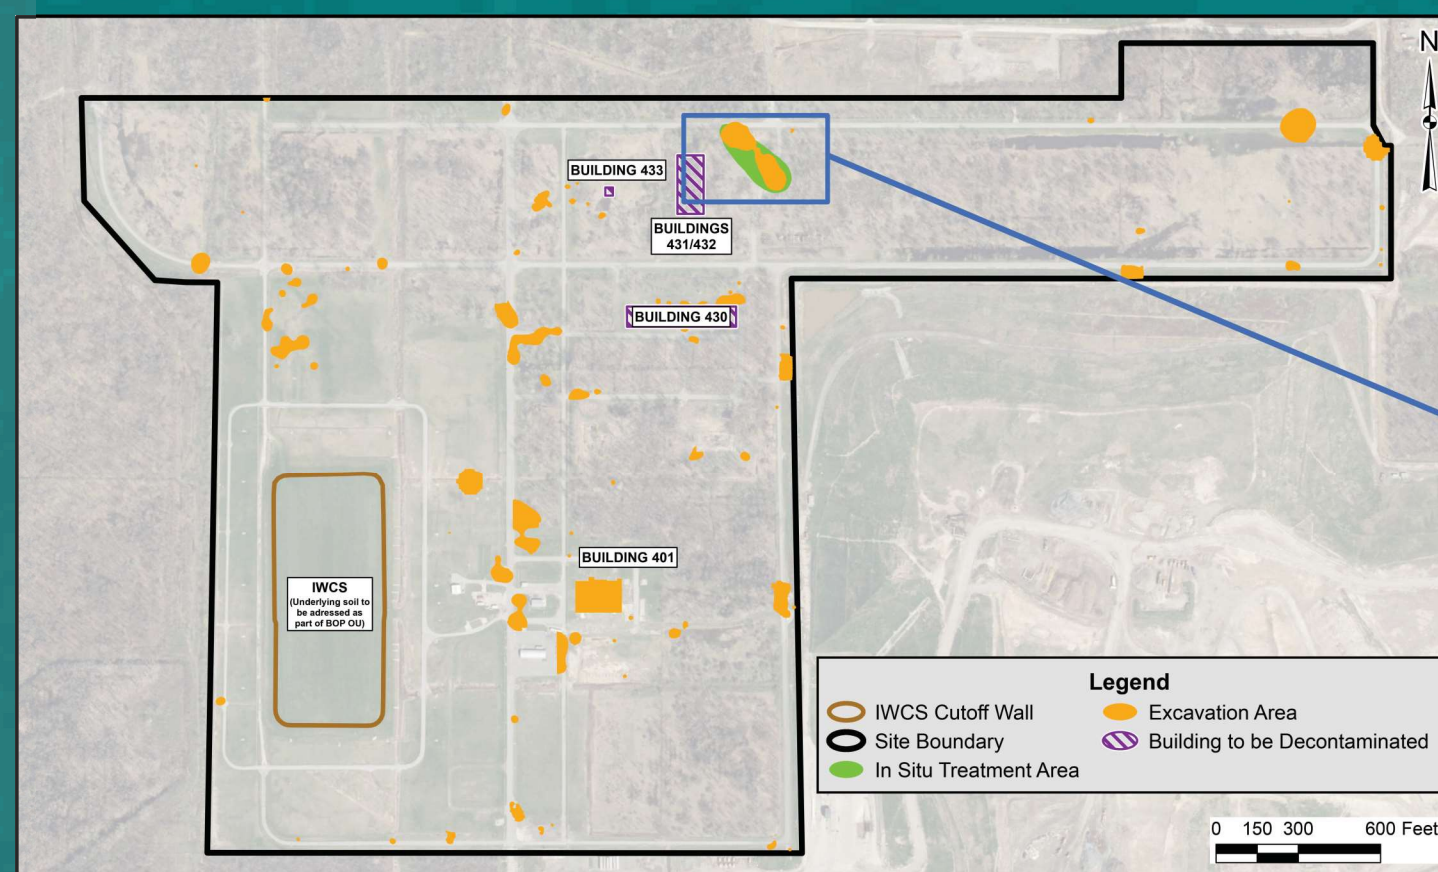 N
BUILDING 433
BUILDINGS
431/432
BUILDING 430
BUILDING 401
IWCS
(Underlying soil to
be adressed as
part of BOP OU)
Legend
IWCS Cutoff Wall
Site Boundary
In Situ Treatment Area
Excavation Area
Building to be Decontaminated
0 150 300 600 Feet